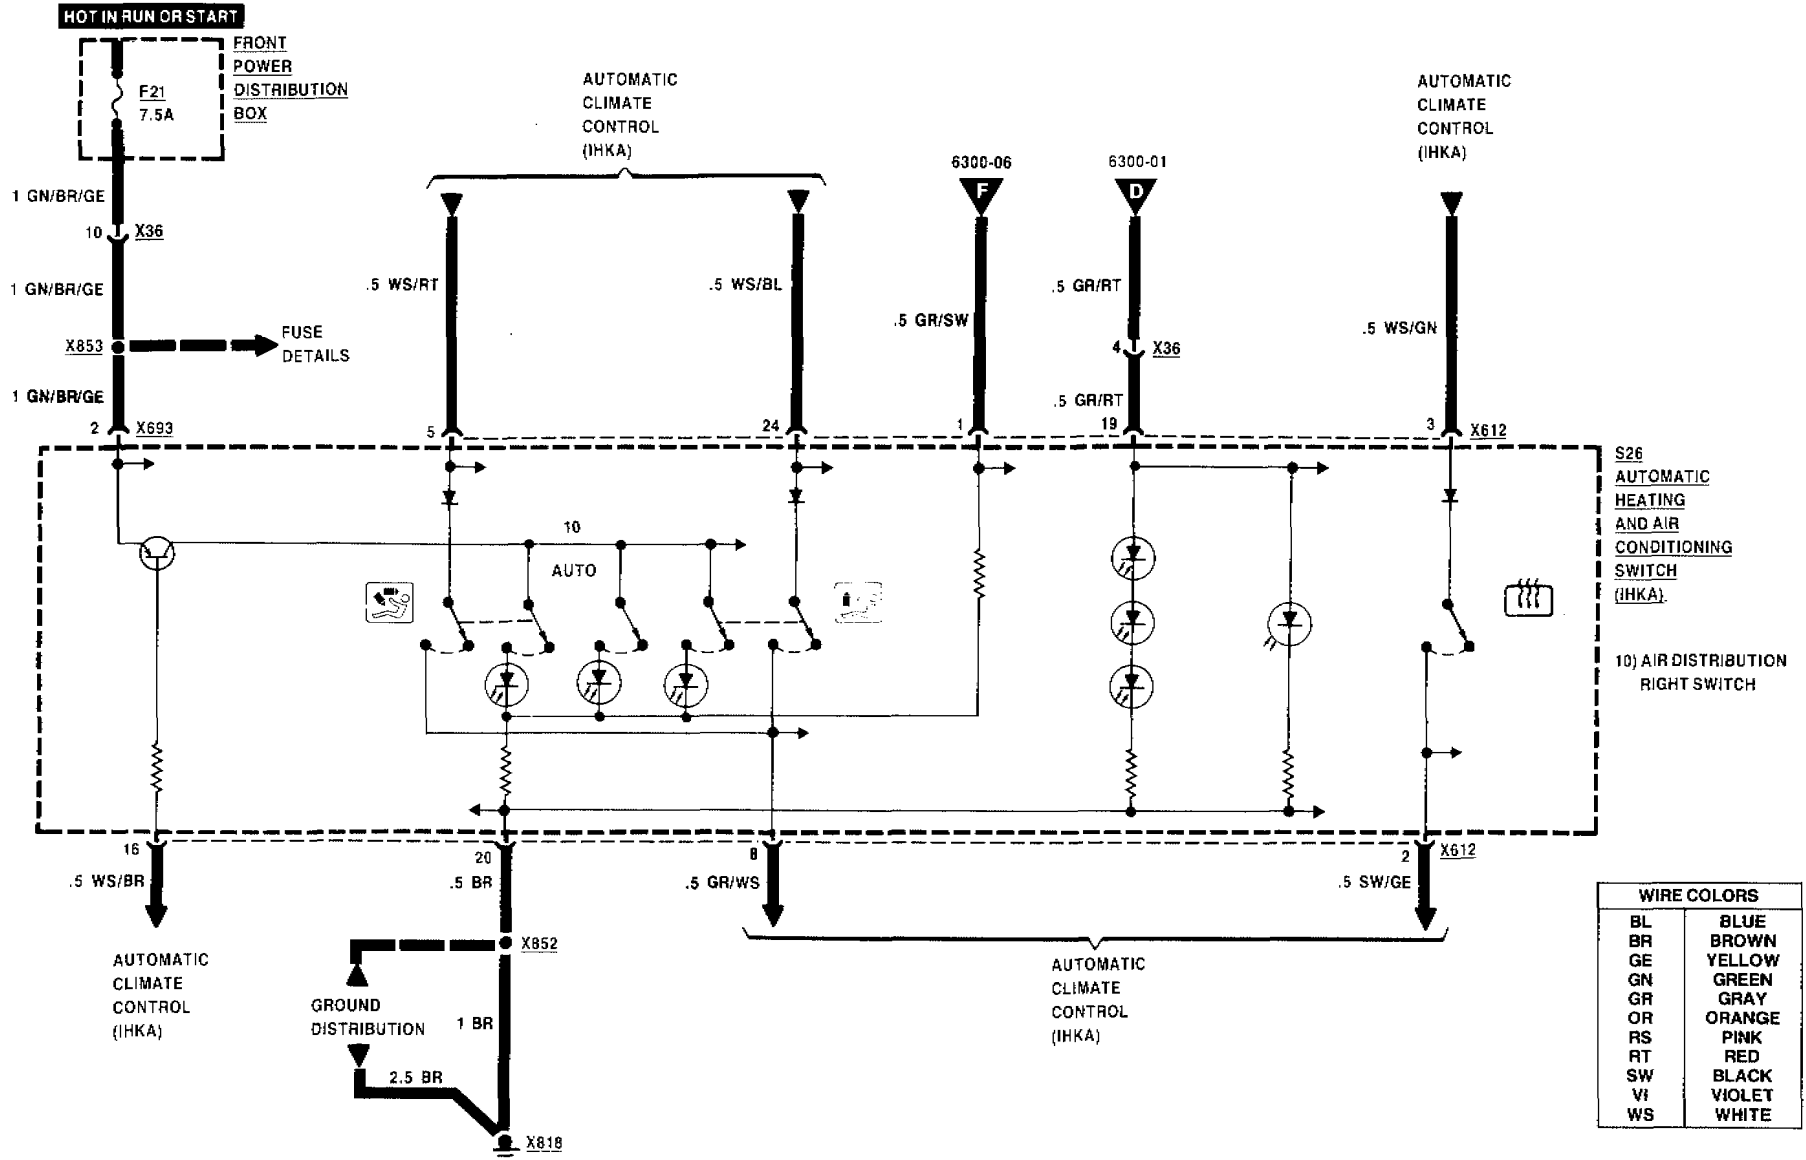 HOT IN RUN OR START
FRONT
POWER
DISTRIBUTION
BOX
F21
7.5A
AUTOMATIC
CLIMATE
CONTROL
(IHKA)
AUTOMATIC
CLIMATE
CONTROL
(IHKA)
6300-06
6300-01
F
D
1 GN/BR/GE
10 X36
1 GN/BR/GE
.5 WS/RT
.5 WS/BL
.5 GR/SW
.5 GR/RT
.5 WS/GN
X853
FUSE
DETAILS
4 X36
1 GN/BR/GE
.5 GR/RT
2 X693
5
24
1
19
3 X612
S26
AUTOMATIC
HEATING
AND AIR
CONDITIONING
SWITCH
(IHKA).
10
AUTO
10) AIR DISTRIBUTION
RIGHT SWITCH
16
20
8
2 X612
.5 WS/BR
.5 BR
.5 GR/WS
.5 SW/GE
X852
AUTOMATIC
CLIMATE
CONTROL
(IHKA)
GROUND
DISTRIBUTION
1 BR
2.5 BR
X818
AUTOMATIC
CLIMATE
CONTROL
(IHKA)
WIRE COLORS
BL BLUE
BR BROWN
GE YELLOW
GN GREEN
GR GRAY
OR ORANGE
RS PINK
RT RED
SW BLACK
VI VIOLET
WS WHITE